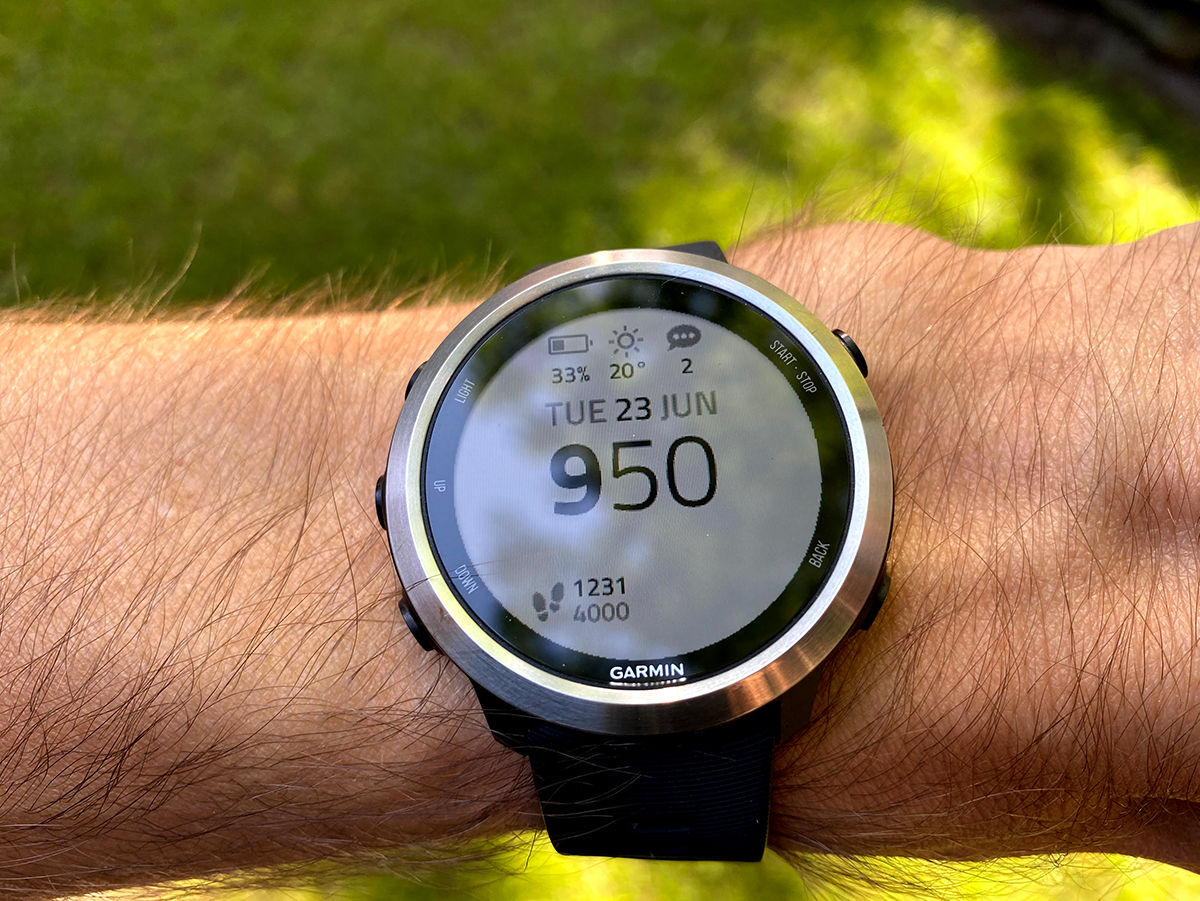 33% 20° 2
TUE 23 JUN
950
1231
4000
LIGHT
UP
DOWN
START · STOP
BACK
GARMIN